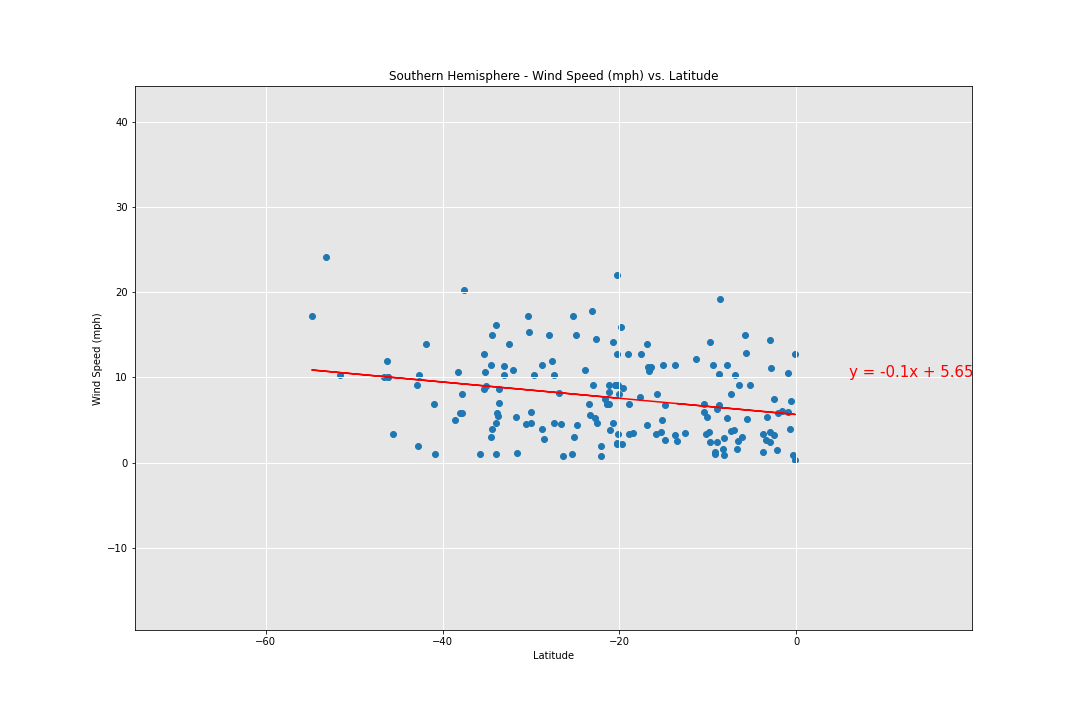 Southern Hemisphere - Wind Speed (mph) vs. Latitude
40
30
20
10
0
−10
Wind Speed (mph)
y = -0.1x + 5.65
−60
−40
−20
0
Latitude